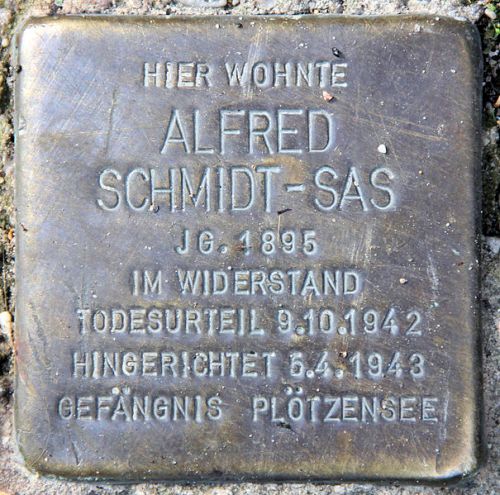 HIER WOHNTE
ALFRED
SCHMIDT-SAS
JG. 1895
IM WIDERSTAND
TODESURTEIL 9.10.1942
HINGERICHTET 5.4.1943
GEFÄNGNIS PLÖTZENSEE